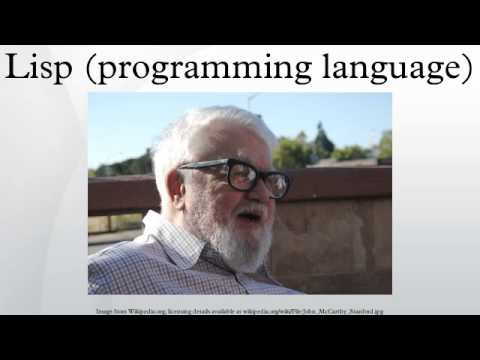 Lisp (programming language)
Image from Wikipedia.org, licensing details available at wikipedia.org/wiki/File:John_McCarthy_Stanford.jpg